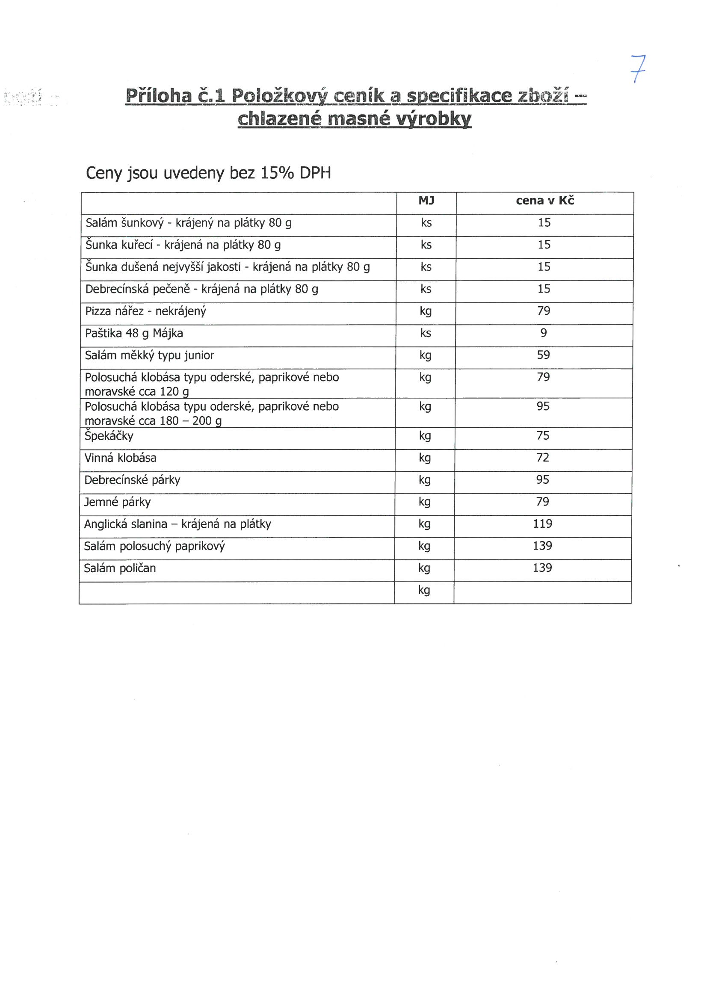 7
Příloha č.1 Položkový ceník a specifikace zboží –
chlazené masné výrobky
Ceny jsou uvedeny bez 15% DPH
MJ cena v Kč
Salám šunkový - krájený na plátky 80 g ks 15
Šunka kuřecí - krájená na plátky 80 g ks 15
Šunka dušená nejvyšší jakosti - krájená na plátky 80 g ks 15
Debrecínská pečeně - krájená na plátky 80 g ks 15
Pizza nářez - nekrájený kg 79
Paštika 48 g Májka ks 9
Salám měkký typu junior kg 59
Polosuchá klobása typu oderské, paprikové nebo kg 79
moravské cca 120 g
Polosuchá klobása typu oderské, paprikové nebo kg 95
moravské cca 180 – 200 g
Špekáčky kg 75
Vinná klobása kg 72
Debrecínské párky kg 95
Jemné párky kg 79
Anglická slanina – krájená na plátky kg 119
Salám polosuchý paprikový kg 139
Salám poličan kg 139
kg